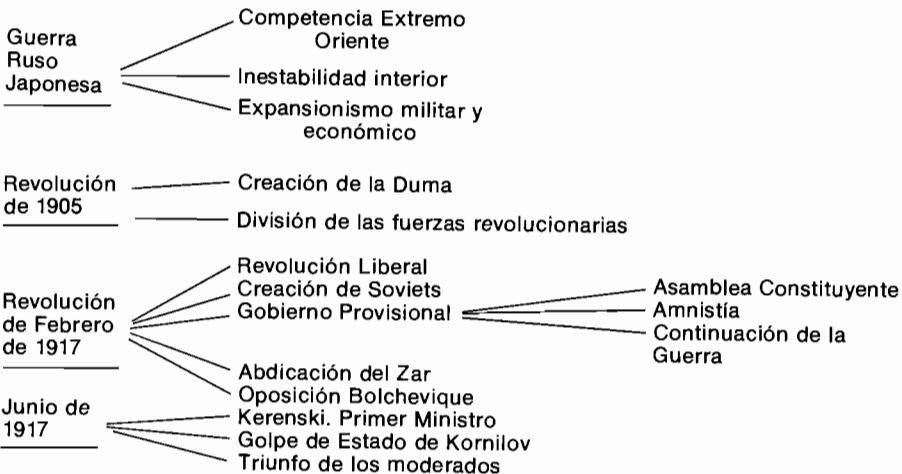 Guerra
Ruso
Japonesa
Competencia Extremo
Oriente
Inestabilidad interior
Expansionismo militar y
económico
Revolución
de 1905
Creación de la Duma
División de las fuerzas revolucionarias
Revolución
de Febrero
de 1917
Revolución Liberal
Creación de Soviets
Gobierno Provisional
Asamblea Constituyente
Amnistía
Continuación de la
Guerra
Abdicación del Zar
Oposición Bolchevique
Junio de
1917
Kerenski. Primer Ministro
Golpe de Estado de Kornilov
Triunfo de los moderados